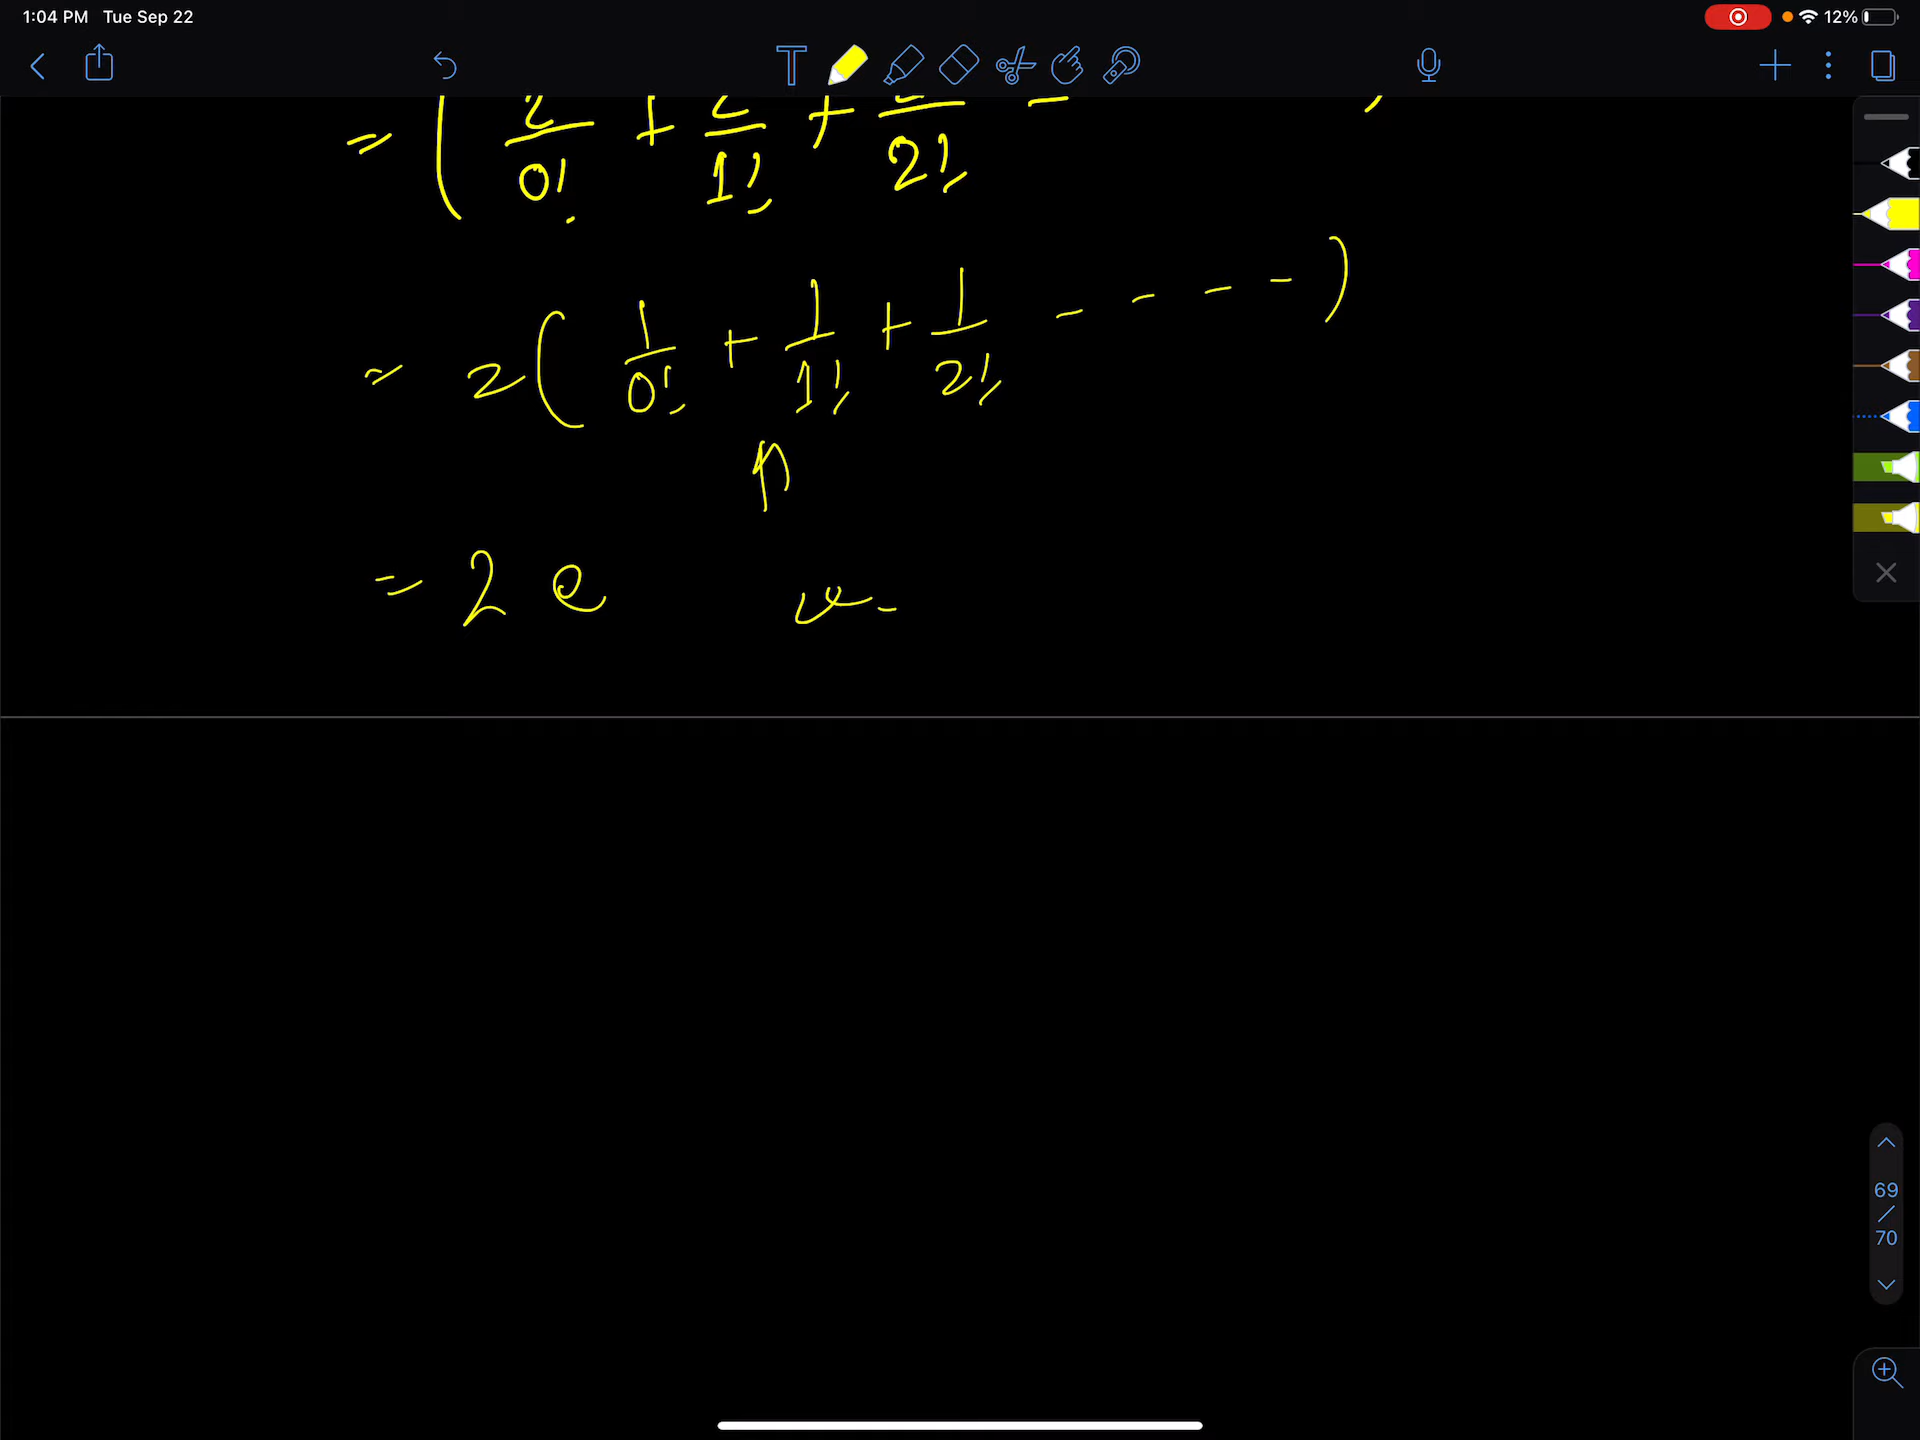 1:04 PM Tue Sep 22 12%
= ( 2/0! + 2/1! + 2/2! -
= 2 ( 1/0! + 1/1! + 1/2! - - - - )
= 2 e
69
/
70